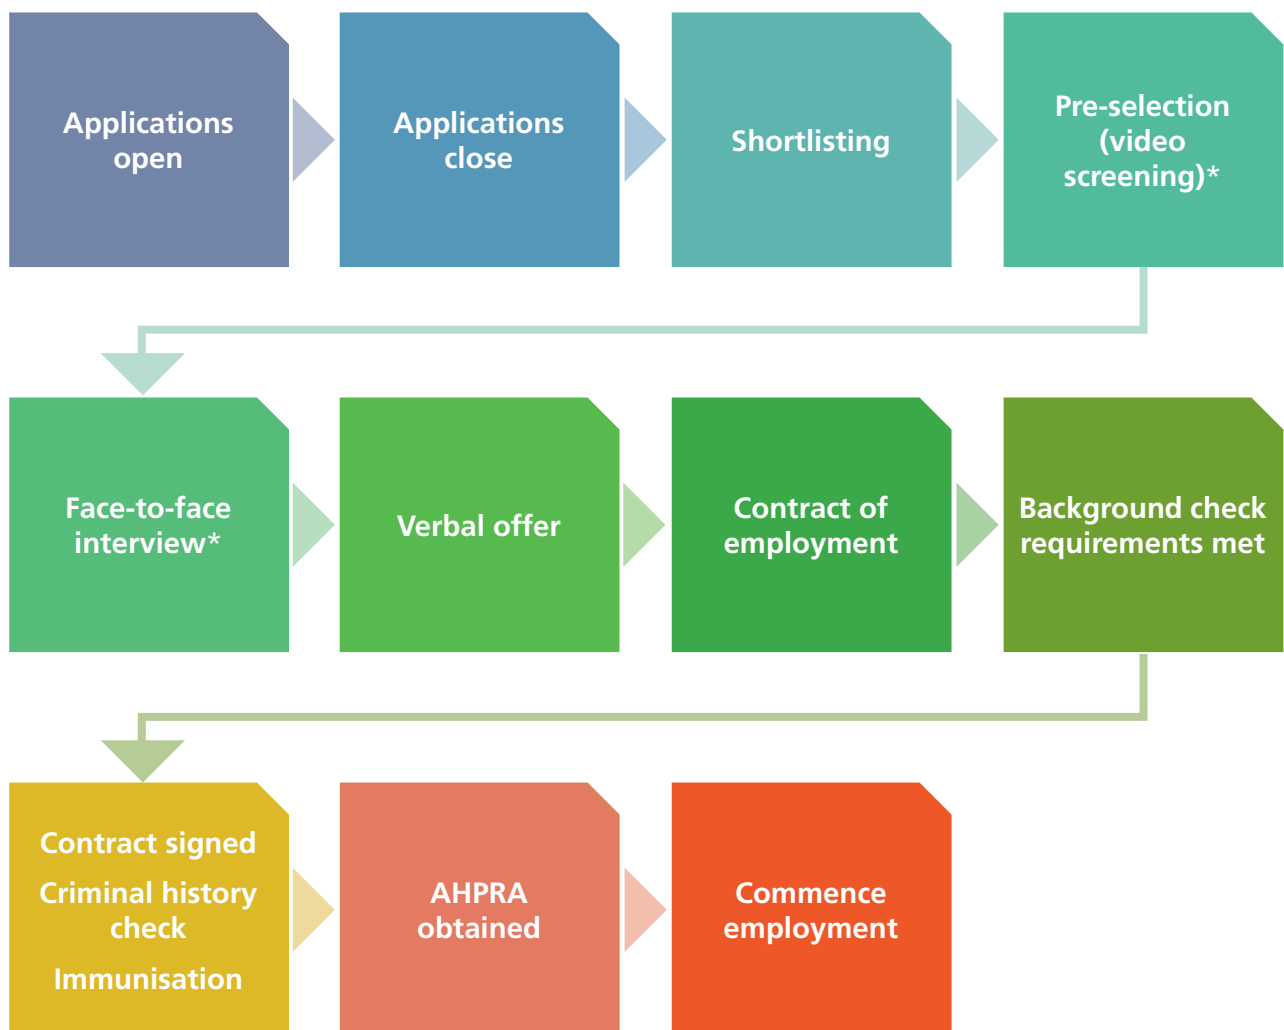 Applications
open
Applications
close
Shortlisting
Pre-selection
(video
screening)*
Face-to-face
interview*
Verbal offer
Contract of
employment
Background check
requirements met
Contract signed
Criminal history
check
Immunisation
AHPRA
obtained
Commence
employment